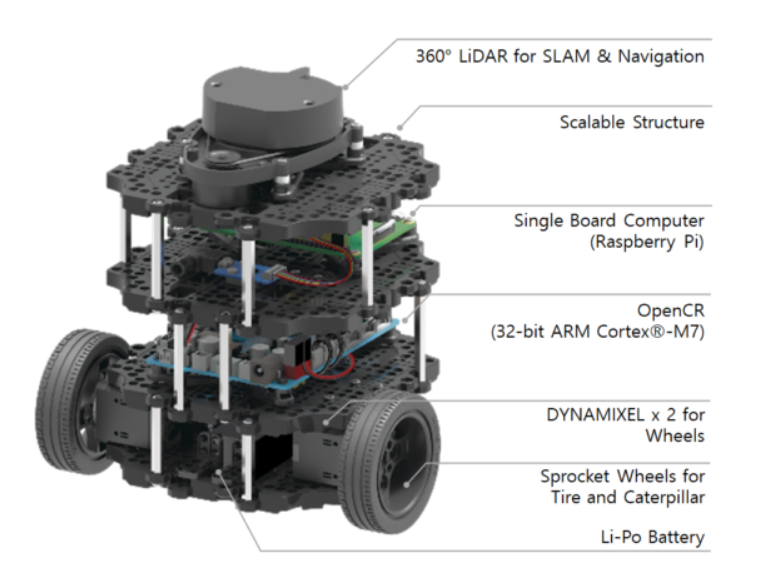 360° LiDAR for SLAM & Navigation
Scalable Structure
Single Board Computer
(Raspberry Pi)
OpenCR
(32-bit ARM Cortex®-M7)
DYNAMIXEL x 2 for
Wheels
Sprocket Wheels for
Tire and Caterpillar
Li-Po Battery